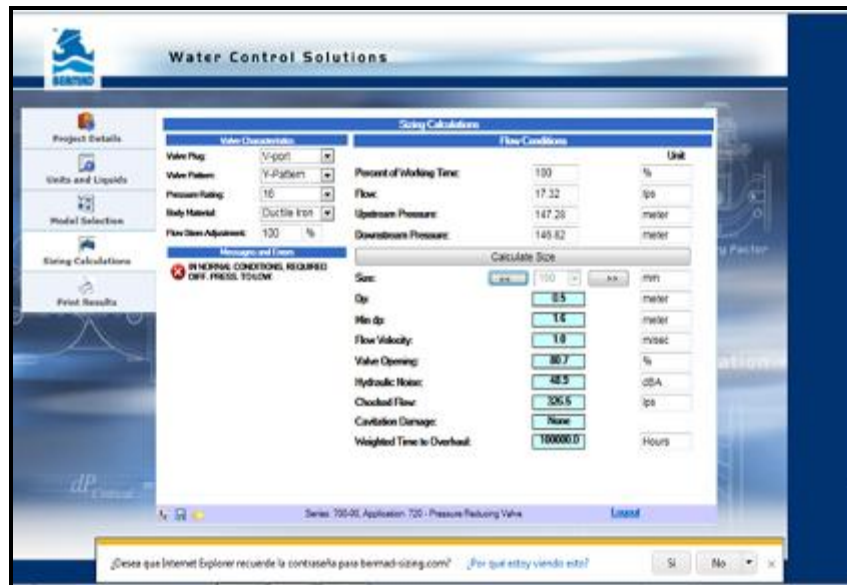 BERMAD
Water Control Solutions
Project Details
Units and Liquids
Model Selection
Sizing Calculations
Print Results
Sizing Calculations
Valve Characteristics
Valve Plug: V-port
Valve Pattern: Y-Pattern
Pressure Rating: 16
Body Material: Ductile Iron
Flow Stem Adjustment: 100 %
Messages and Errors
IN NORMAL CONDITIONS, REQUIRED
DIFF. PRESS. TO LOW.
Flow Conditions
Unit
Percent of Working Time: 100 %
Flow: 17.32 lps
Upstream Pressure: 147.28 meter
Downstream Pressure: 146.82 meter
Calculate Size
Size: << 100 >> mm
Dp: 0.5 meter
Min dp: 1.6 meter
Flow Velocity: m/sec
Valve Opening: 80.7 %
Hydraulic Noise: 48.9 dBA
Chocked Flow: 326.6 lps
Cavitation Damage: None
Weighted Time to Overhaul: 100000.0 Hours
dP Critical =
Series: 700-00, Application: 720 - Pressure Reducing Valve
Logout
¿Desea que Internet Explorer recuerde la contraseña para bermad-sizing.com? ¿Por qué estoy viendo esto? Sí No ×